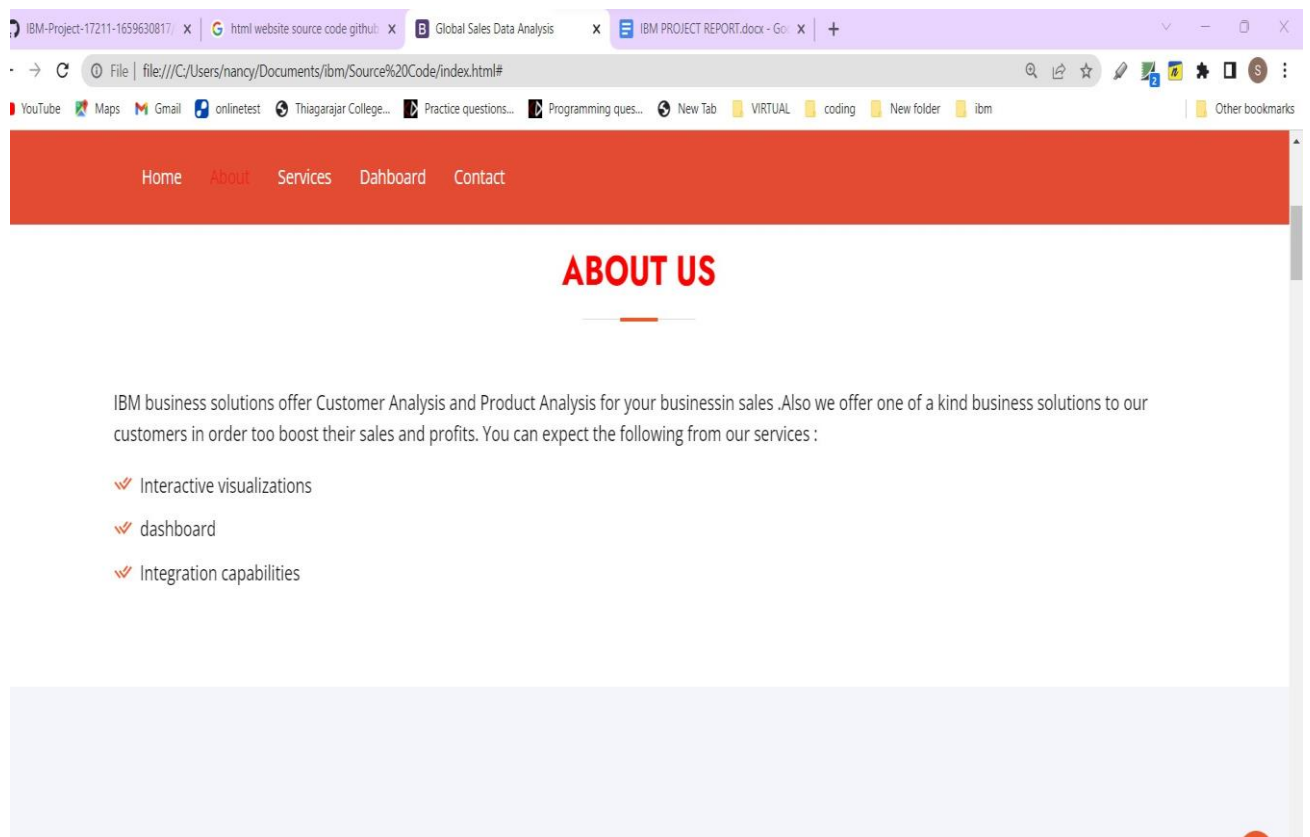 IBM-Project-17211-1659630817/ x G html website source code github x B Global Sales Data Analysis x IBM PROJECT REPORT.docx - Goo x +
File | file:///C:/Users/nancy/Documents/ibm/Source%20Code/index.html# 2 n S
YouTube Maps Gmail onlinetest Thiagarajar College... Practice questions... Programming ques... New Tab VIRTUAL coding New folder ibm Other bookmarks
Home About Services Dahboard Contact
ABOUT US
IBM business solutions offer Customer Analysis and Product Analysis for your businessin sales .Also we offer one of a kind business solutions to our
customers in order too boost their sales and profits. You can expect the following from our services :
Interactive visualizations
dashboard
Integration capabilities